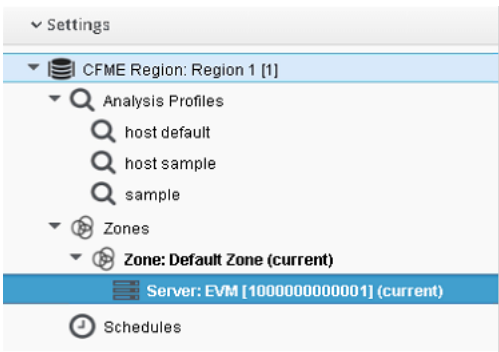 Settings
CFME Region: Region 1 [1]
Analysis Profiles
host default
host sample
sample
Zones
Zone: Default Zone (current)
Server: EVM [1000000000001] (current)
Schedules